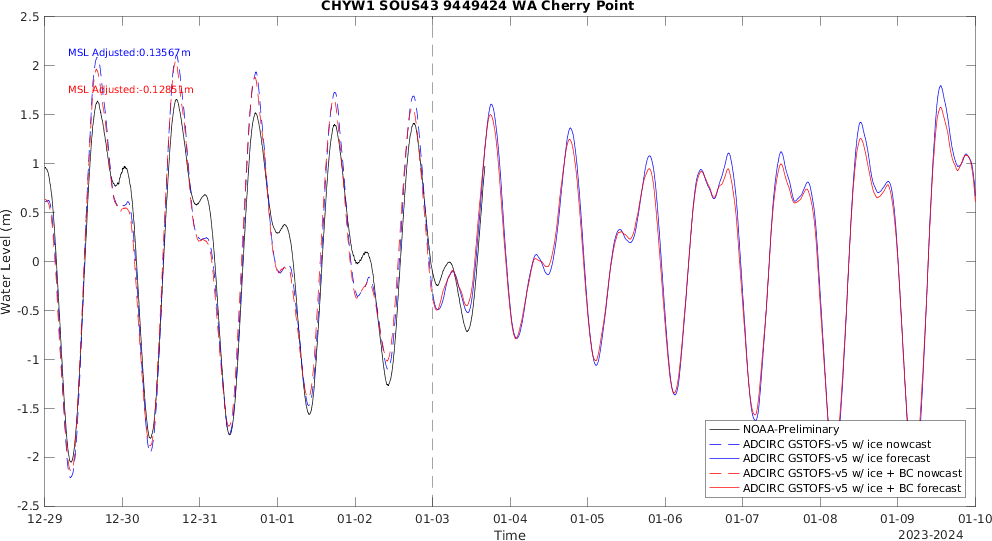 CHYW1 SOUS43 9449424 WA Cherry Point
MSL Adjusted:0.13567m
MSL Adjusted:-0.12851m
Water Level (m)
2.5
2
1.5
1
0.5
0
-0.5
-1
-1.5
-2
-2.5
NOAA-Preliminary
ADCIRC GSTOFS-v5 w/ ice nowcast
ADCIRC GSTOFS-v5 w/ ice forecast
ADCIRC GSTOFS-v5 w/ ice + BC nowcast
ADCIRC GSTOFS-v5 w/ ice + BC forecast
12-29 12-30 12-31 01-01 01-02 01-03 01-04 01-05 01-06 01-07 01-08 01-09 01-10
Time
2023-2024